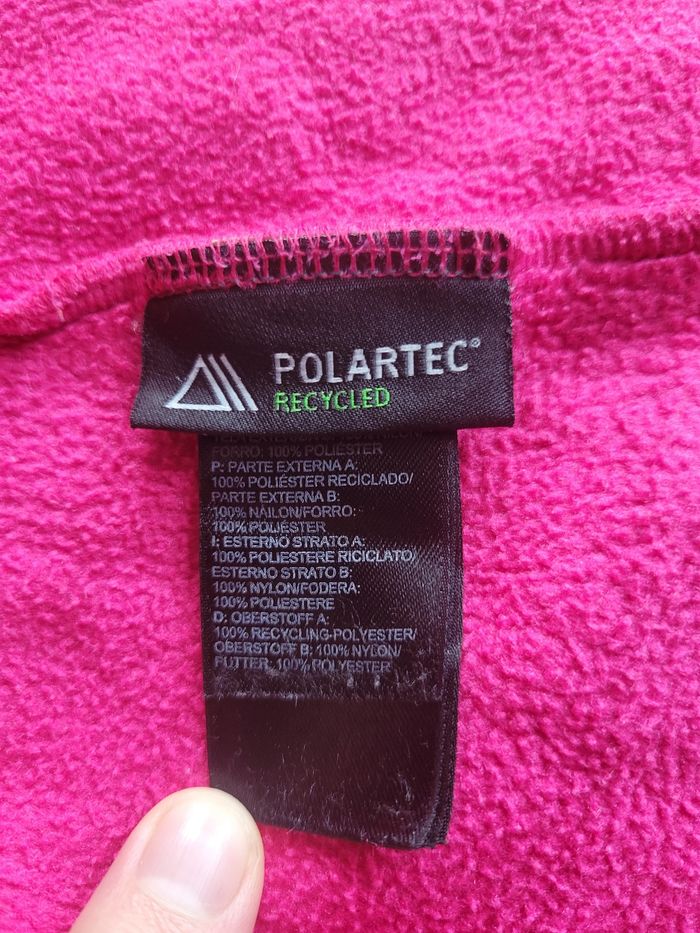 POLARTEC®
RECYCLED
FORRO: 100% POLIESTER
P: PARTE EXTERNA A:
100% POLIÉSTER RECICLADO/
PARTE EXTERNA B:
100% NÁILON/FORRO:
100% POLIÉSTER
I: ESTERNO STRATO A:
100% POLIESTERE RICICLATO
ESTERNO STRATO B:
100% NYLON/FODERA:
100% POLIESTERE
D: OBERSTOFF A:
100% RECYCLING-POLYESTER/
OBERSTOFF B: 100% NYLON/
FUTTER: 100% POLYESTER